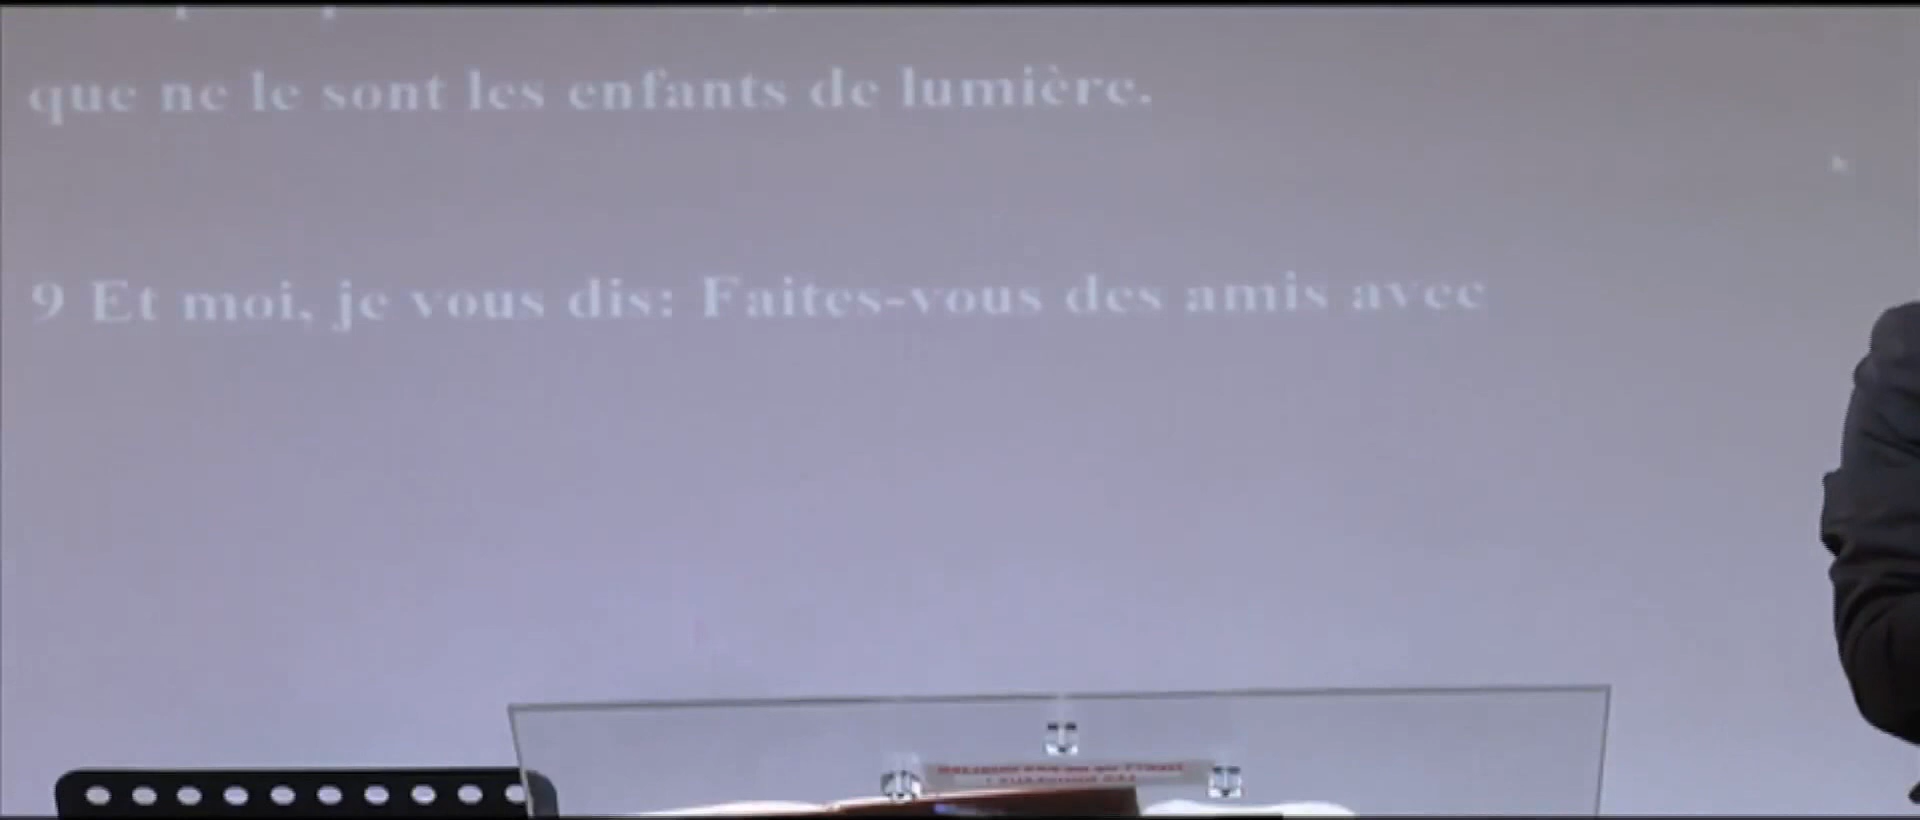 que ne le sont les enfants de lumière.
9 Et moi, je vous dis: Faites-vous des amis avec